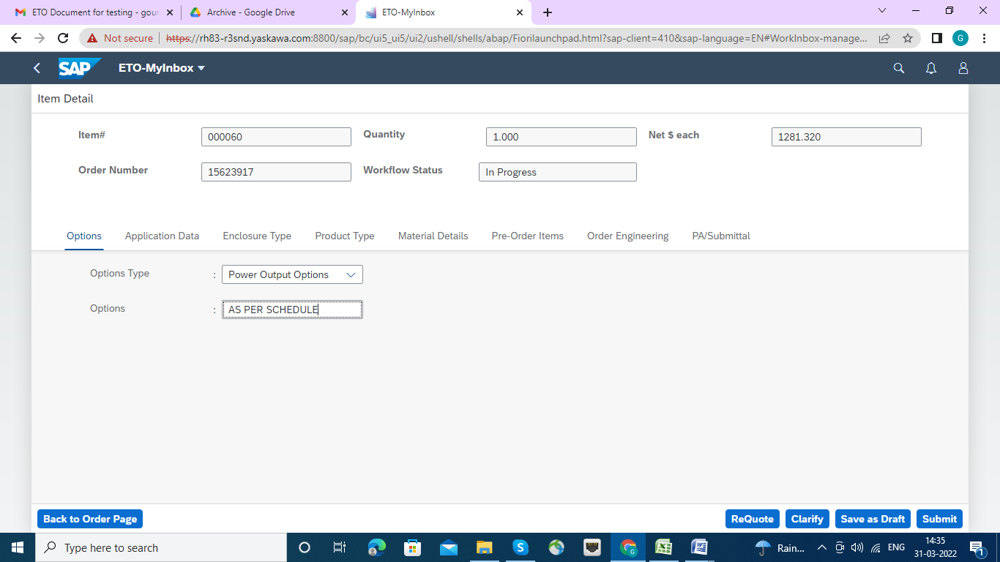 ETO Document for testing - gour
Archive - Google Drive
ETO-MyInbox
Not secure
https://rh83-r3snd.yaskawa.com:8800/sap/bc/ui5_ui5/ui2/ushell/shells/abap/Fiorilaunchpad.html?sap-client=410&sap-language=EN#WorkInbox-manage...
G
SAP ETO-MyInbox
Item Detail
Item# 000060 Quantity 1.000 Net $ each 1281.320
Order Number 15623917 Workflow Status In Progress
Options Application Data Enclosure Type Product Type Material Details Pre-Order Items Order Engineering PA/Submittal
Options Type : Power Output Options
Options : AS PER SCHEDULE
Back to Order Page ReQuote Clarify Save as Draft Submit
Type here to search
Rain... ENG
14:35
31-03-2022
1